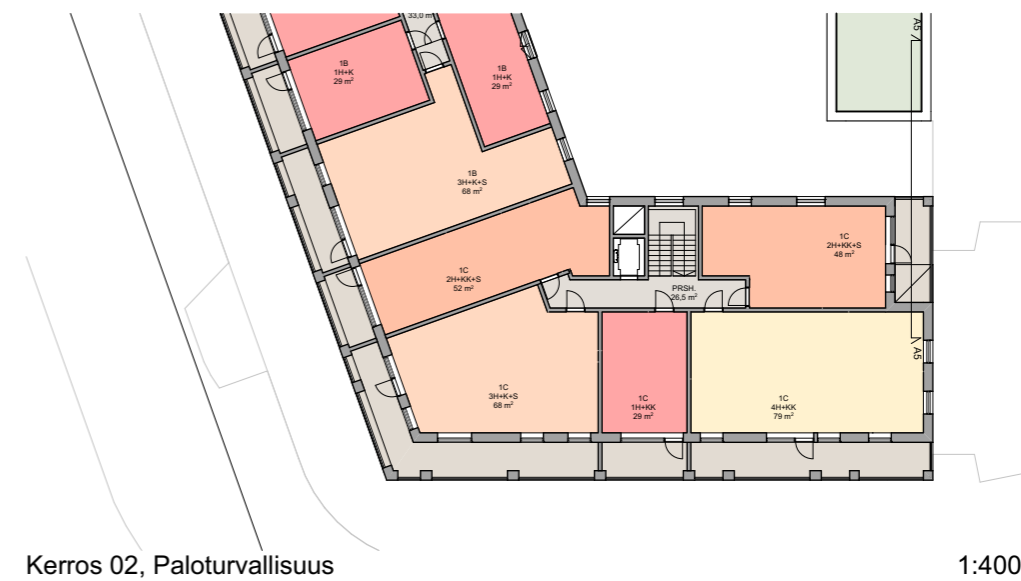 33,0 m²
A5
1B
1H+K
29 m²
1B
1H+K
29 m²
1B
3H+K+S
68 m²
1C
2H+KK+S
48 m²
1C
2H+KK+S
52 m²
PRSH.
26,5 m²
A5
1C
3H+K+S
68 m²
1C
1H+KK
29 m²
1C
4H+KK
79 m²
Kerros 02, Paloturvallisuus
1:400